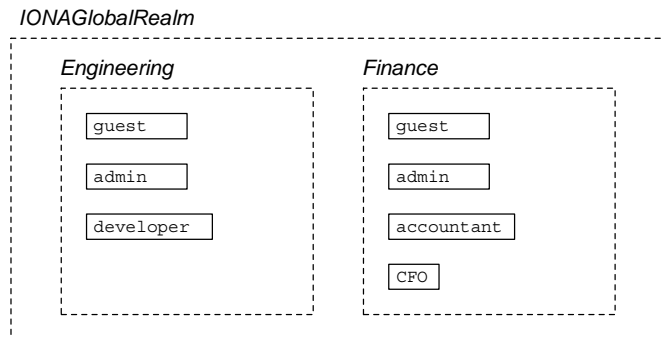 IONAGlobalRealm
Engineering
guest
admin
developer
Finance
guest
admin
accountant
CFO